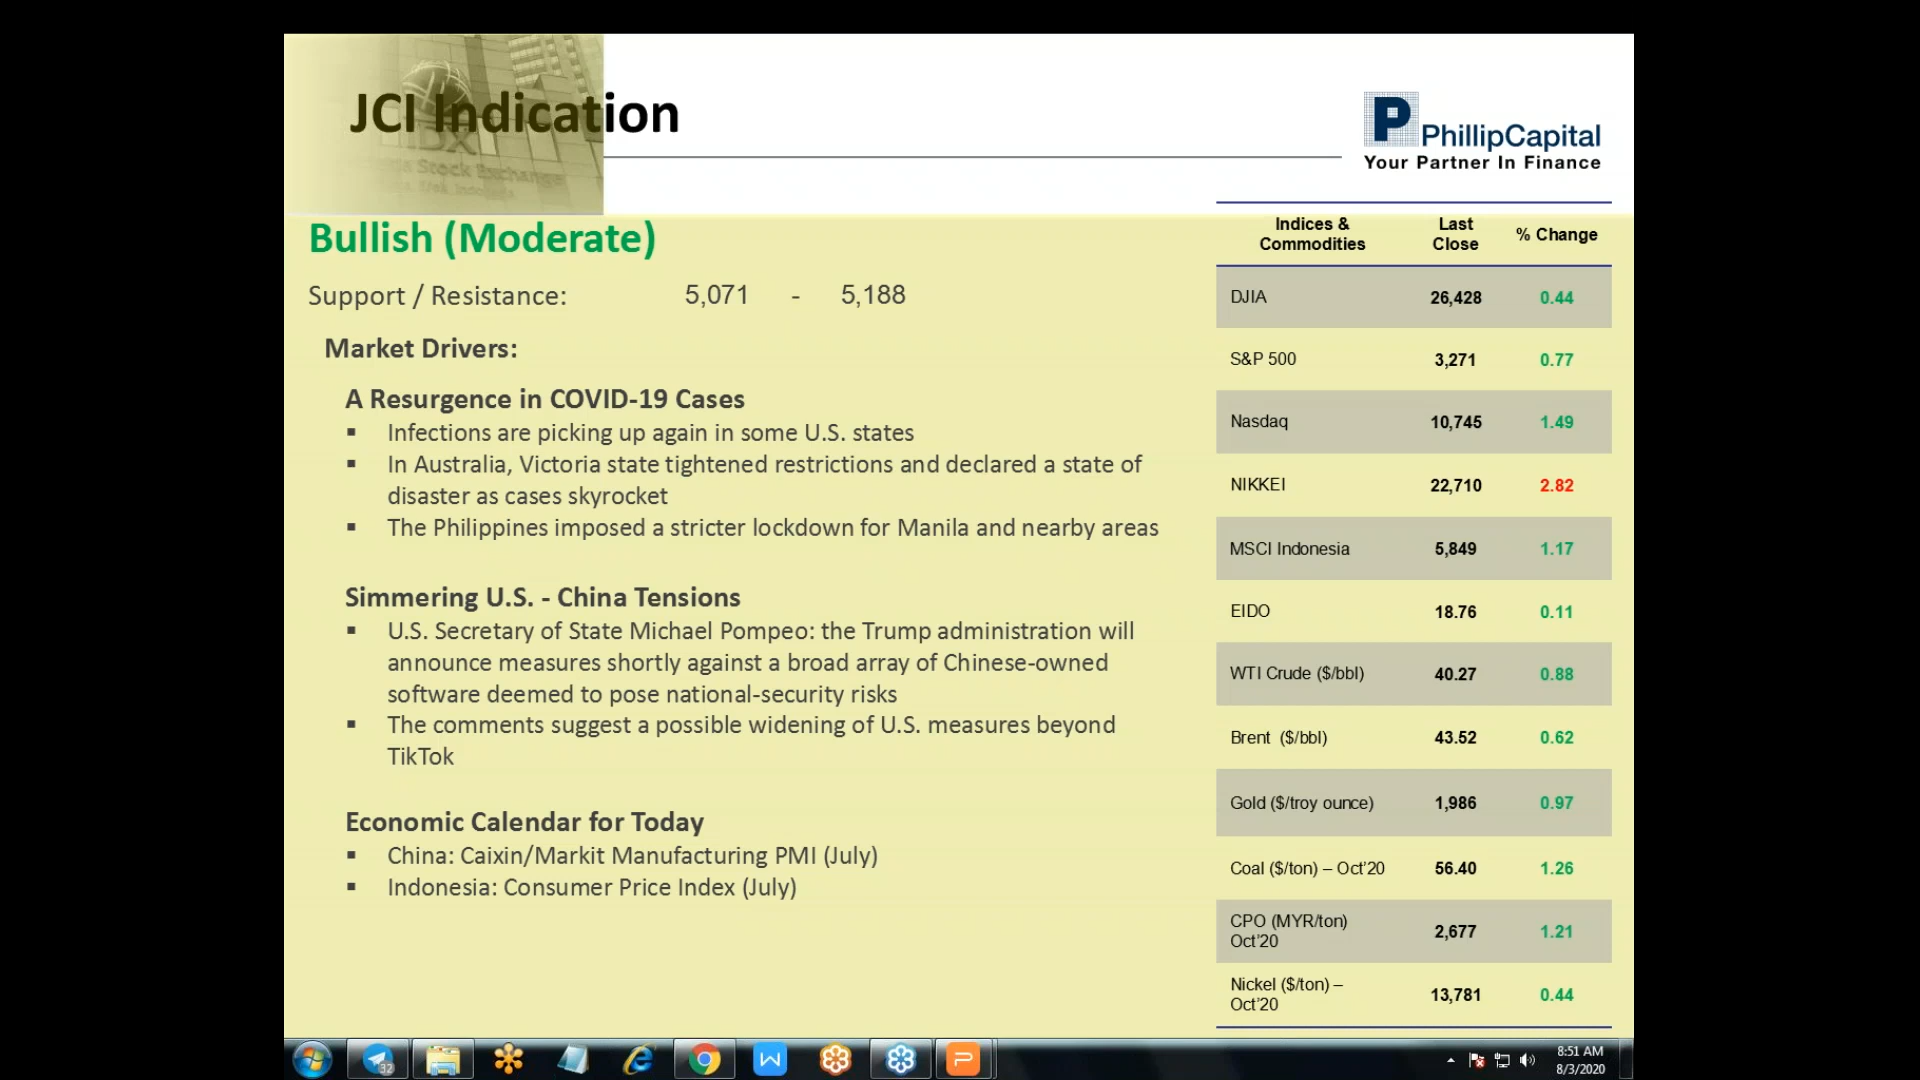 JCI Indication
PhillipCapital
Your Partner In Finance
Bullish (Moderate)
Support / Resistance: 5,071 - 5,188
Market Drivers:
A Resurgence in COVID-19 Cases
▪ Infections are picking up again in some U.S. states
▪ In Australia, Victoria state tightened restrictions and declared a state of
disaster as cases skyrocket
▪ The Philippines imposed a stricter lockdown for Manila and nearby areas
Simmering U.S. - China Tensions
▪ U.S. Secretary of State Michael Pompeo: the Trump administration will
announce measures shortly against a broad array of Chinese-owned
software deemed to pose national-security risks
▪ The comments suggest a possible widening of U.S. measures beyond
TikTok
Economic Calendar for Today
▪ China: Caixin/Markit Manufacturing PMI (July)
▪ Indonesia: Consumer Price Index (July)
Indices & Commodities Last Close % Change
DJIA 26,428 0.44
S&P 500 3,271 0.77
Nasdaq 10,745 1.49
NIKKEI 22,710 2.82
MSCI Indonesia 5,849 1.17
EIDO 18.76 0.11
WTI Crude ($/bbl) 40.27 0.88
Brent ($/bbl) 43.52 0.62
Gold ($/troy ounce) 1,986 0.97
Coal ($/ton) – Oct'20 56.40 1.26
CPO (MYR/ton) Oct'20 2,677 1.21
Nickel ($/ton) – Oct'20 13,781 0.44
32
8:51 AM
8/3/2020